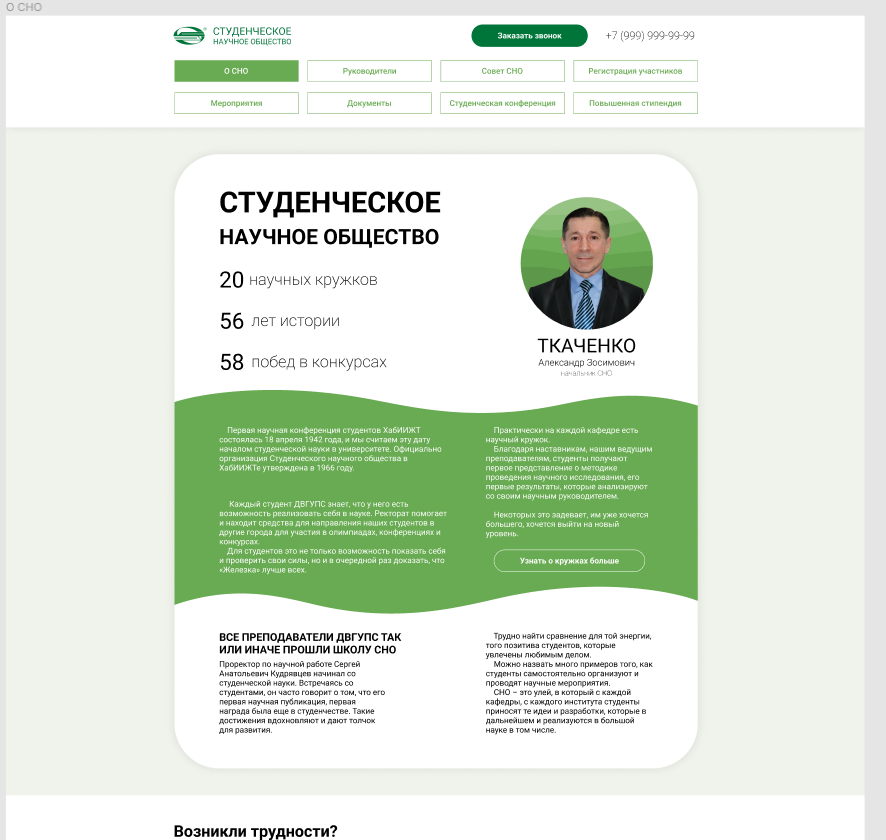 О СНО
СТУДЕНЧЕСКОЕ
НАУЧНОЕ ОБЩЕСТВО
Заказать звонок
+7 (999) 999-99-99
О СНО
Руководители
Совет СНО
Регистрация участников
Мероприятия
Документы
Студенческая конференция
Повышенная стипендия
СТУДЕНЧЕСКОЕ
НАУЧНОЕ ОБЩЕСТВО
20 научных кружков
56 лет истории
58 побед в конкурсах
ТКАЧЕНКО
Александр Зосимович
начальник СНО
Первая научная конференция студентов ХабИИЖТ
состоялась 18 апреля 1942 года, и мы считаем эту дату
началом студенческой науки в университете. Официально
организация Студенческого научного общества в
ХабИИЖТе утверждена в 1966 году.
Каждый студент ДВГУПС знает, что у него есть
возможность реализовать себя в науке. Ректорат помогает
и находит средства для направления наших студентов в
другие города для участия в олимпиадах, конференциях и
конкурсах.
Для студентов это не только возможность показать себя
и проверить свои силы, но и в очередной раз доказать, что
«Железка» лучше всех.
Практически на каждой кафедре есть
научный кружок.
Благодаря наставникам, нашим ведущим
преподавателям, студенты получают
первое представление о методике
проведения научного исследования, его
первые результаты, которые анализируют
со своим научным руководителем.
Некоторых это задевает, им уже хочется
большего, хочется выйти на новый
уровень.
Узнать о кружках больше
ВСЕ ПРЕПОДАВАТЕЛИ ДВГУПС ТАК
ИЛИ ИНАЧЕ ПРОШЛИ ШКОЛУ СНО
Проректор по научной работе Сергей
Анатольевич Кудрявцев начинал со
студенческой науки. Встречаясь со
студентами, он часто говорит о том, что его
первая научная публикация, первая
награда была еще в студенчестве. Такие
достижения вдохновляют и дают толчок
для развития.
Трудно найти сравнение для той энергии,
того позитива студентов, которые
увлечены любимым делом.
Можно назвать много примеров того, как
студенты самостоятельно организуют и
проводят научные мероприятия.
СНО – это улей, в который с каждой
кафедры, с каждого института студенты
приносят те идеи и разработки, которые в
дальнейшем и реализуются в большой
науке в том числе.
Возникли трудности?